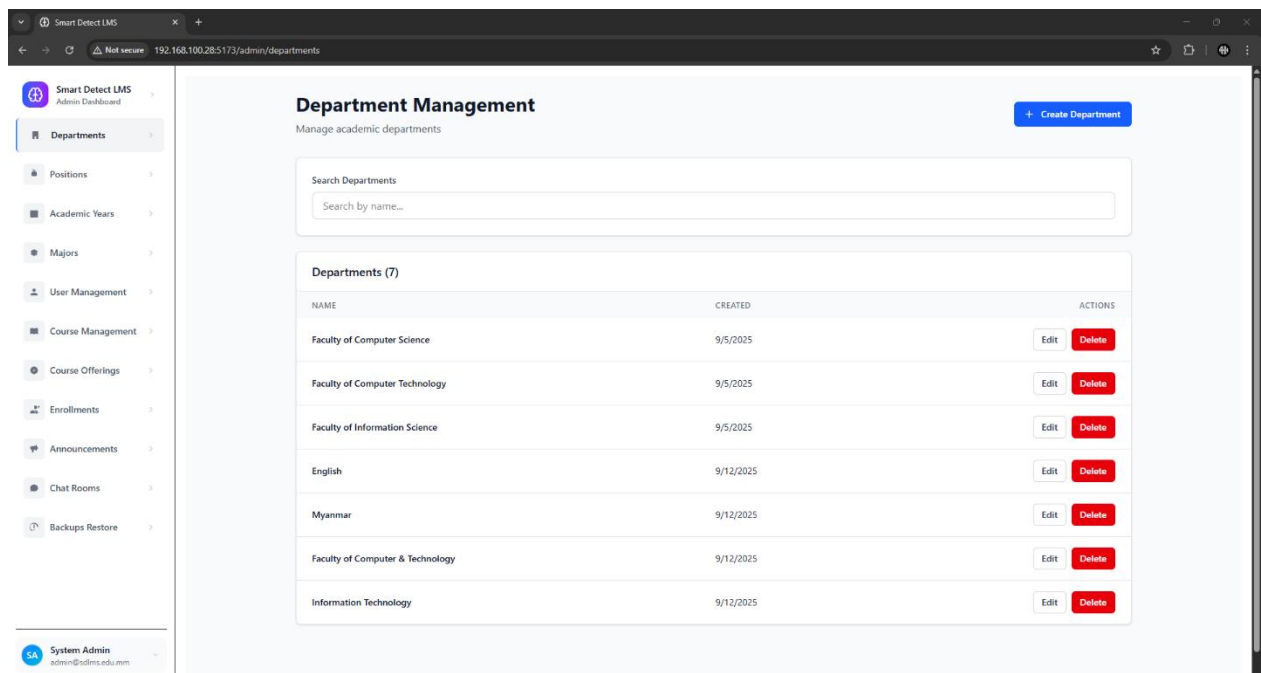 Smart Detect LMS
Not secure 192.168.100.28:5173/admin/departments
Smart Detect LMS
Admin Dashboard
Departments
Positions
Academic Years
Majors
User Management
Course Management
Course Offerings
Enrollments
Announcements
Chat Rooms
Backups Restore
SA
System Admin
admin@sdlms.edu.mm
Department Management
Manage academic departments
+ Create Department
Search Departments
Search by name...
Departments (7)
NAME CREATED ACTIONS
Faculty of Computer Science 9/5/2025 Edit Delete
Faculty of Computer Technology 9/5/2025 Edit Delete
Faculty of Information Science 9/5/2025 Edit Delete
English 9/12/2025 Edit Delete
Myanmar 9/12/2025 Edit Delete
Faculty of Computer & Technology 9/12/2025 Edit Delete
Information Technology 9/12/2025 Edit Delete